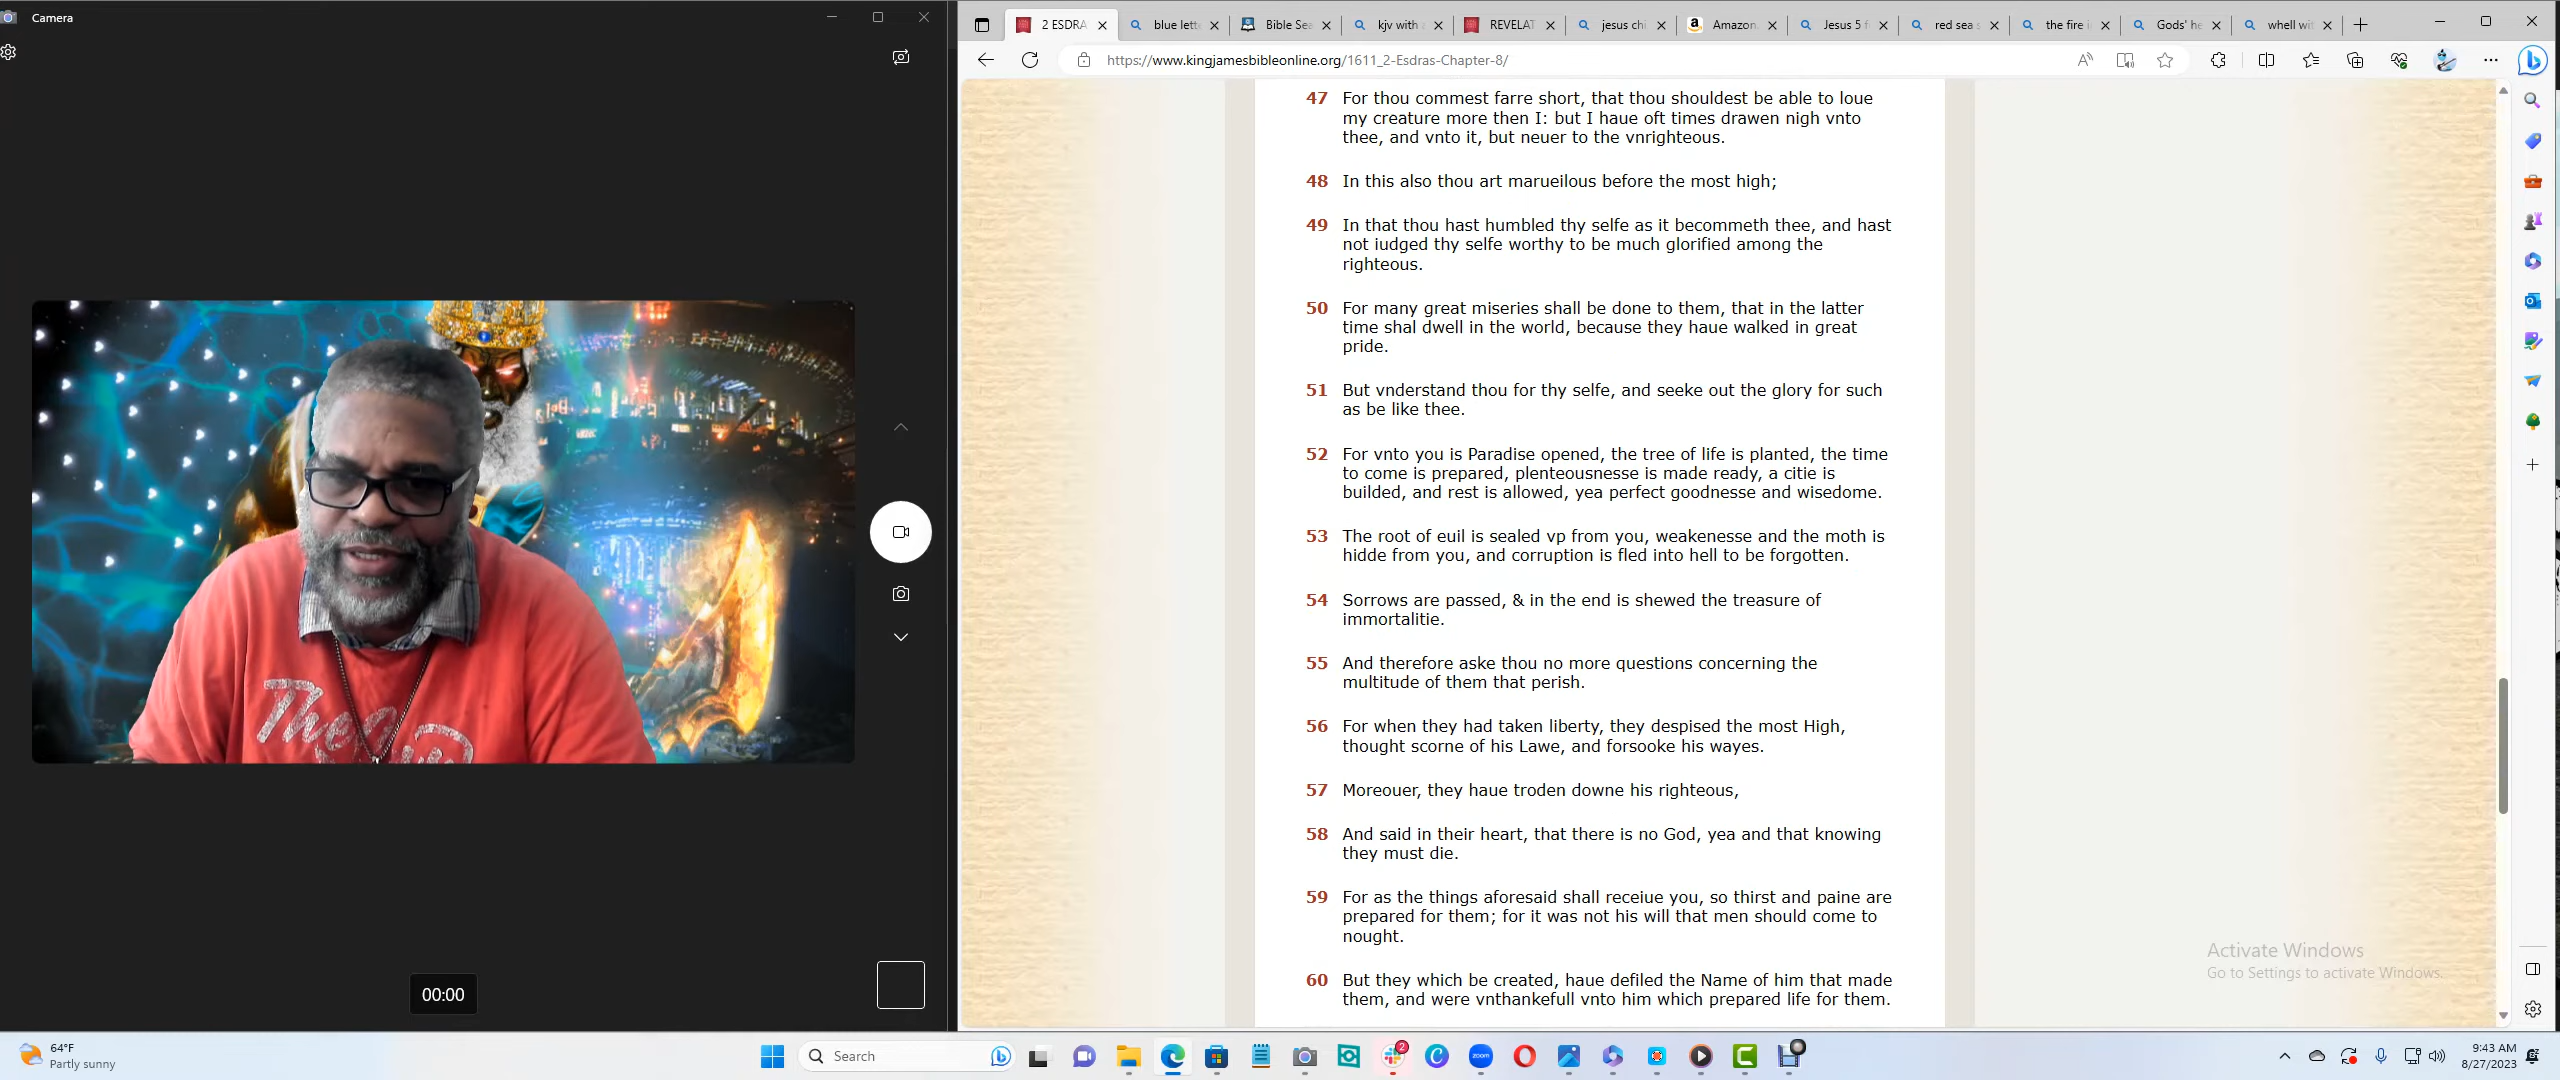 Camera
2 ESDRA
blue lett
Bible Sea
kjv with a
REVELAT
jesus chi
Amazon.
Jesus 5 f
red sea s
the fire i
Gods' he
whell wit
https://www.kingjamesbibleonline.org/1611_2-Esdras-Chapter-8/
47 For thou commest farre short, that thou shouldest be able to loue
my creature more then I: but I haue oft times drawen nigh vnto
thee, and vnto it, but neuer to the vnrighteous.
48 In this also thou art marueilous before the most high;
49 In that thou hast humbled thy selfe as it becommeth thee, and hast
not iudged thy selfe worthy to be much glorified among the
righteous.
50 For many great miseries shall be done to them, that in the latter
time shal dwell in the world, because they haue walked in great
pride.
51 But vnderstand thou for thy selfe, and seeke out the glory for such
as be like thee.
52 For vnto you is Paradise opened, the tree of life is planted, the time
to come is prepared, plenteousnesse is made ready, a citie is
builded, and rest is allowed, yea perfect goodnesse and wisedome.
53 The root of euil is sealed vp from you, weakenesse and the moth is
hidde from you, and corruption is fled into hell to be forgotten.
54 Sorrows are passed, & in the end is shewed the treasure of
immortalitie.
55 And therefore aske thou no more questions concerning the
multitude of them that perish.
56 For when they had taken liberty, they despised the most High,
thought scorne of his Lawe, and forsooke his wayes.
57 Moreouer, they haue troden downe his righteous,
58 And said in their heart, that there is no God, yea and that knowing
they must die.
59 For as the things aforesaid shall receiue you, so thirst and paine are
prepared for them; for it was not his will that men should come to
nought.
60 But they which be created, haue defiled the Name of him that made
them, and were vnthankefull vnto him which prepared life for them.
The
00:00
Activate Windows
Go to Settings to activate Windows.
64°F
Partly sunny
Search
2
zoom
9:43 AM
8/27/2023